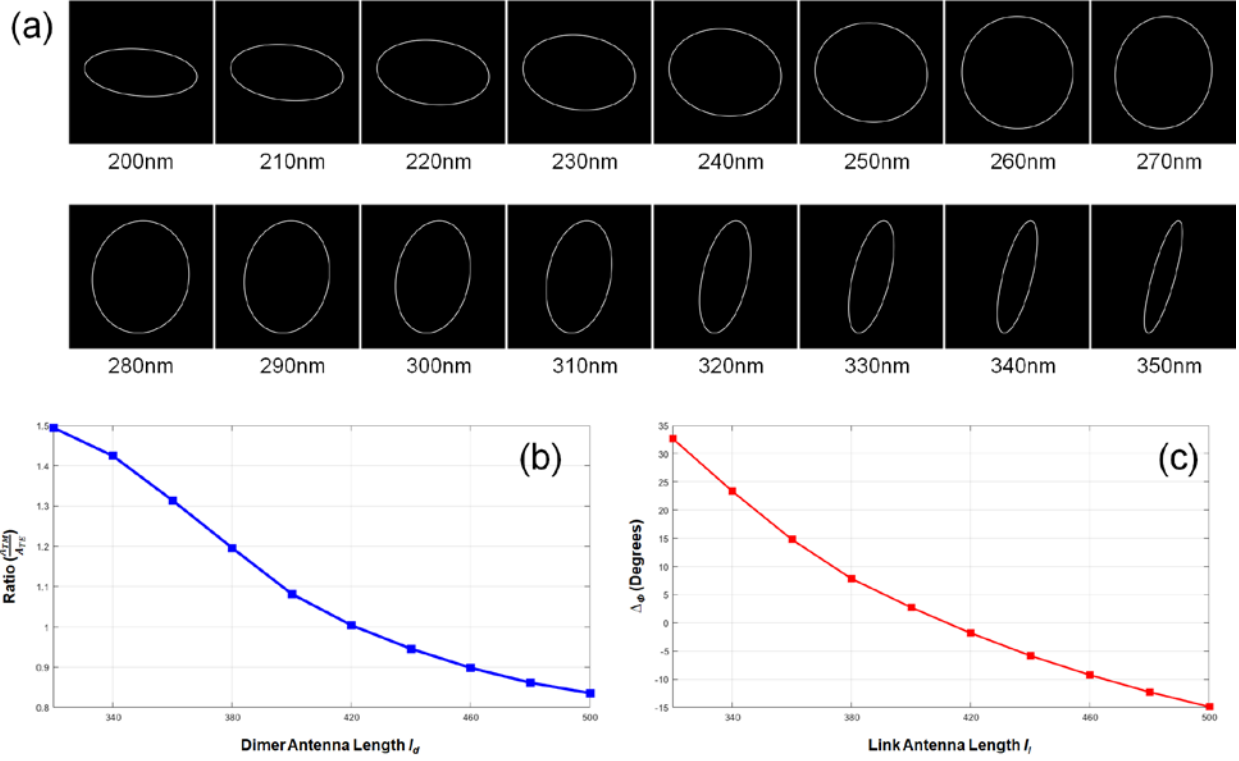 (a)
200nm 210nm 220nm 230nm 240nm 250nm 260nm 270nm
280nm 290nm 300nm 310nm 320nm 330nm 340nm 350nm
(b)
1.5
1.4
1.3
1.2
1.1
1
0.9
0.8
340 380 420 460 500
Ratio (A_TM/A_TE)
Dimer Antenna Length l_d
(c)
35
30
25
20
15
10
5
0
-5
-10
-15
340 380 420 460 500
Δ_Φ (Degrees)
Link Antenna Length l_l